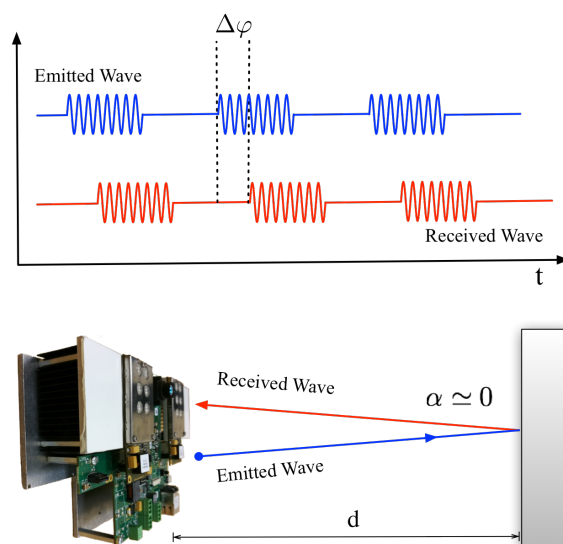 Δφ
Emitted Wave
Received Wave
t
Received Wave
α ≃ 0
Emitted Wave
d